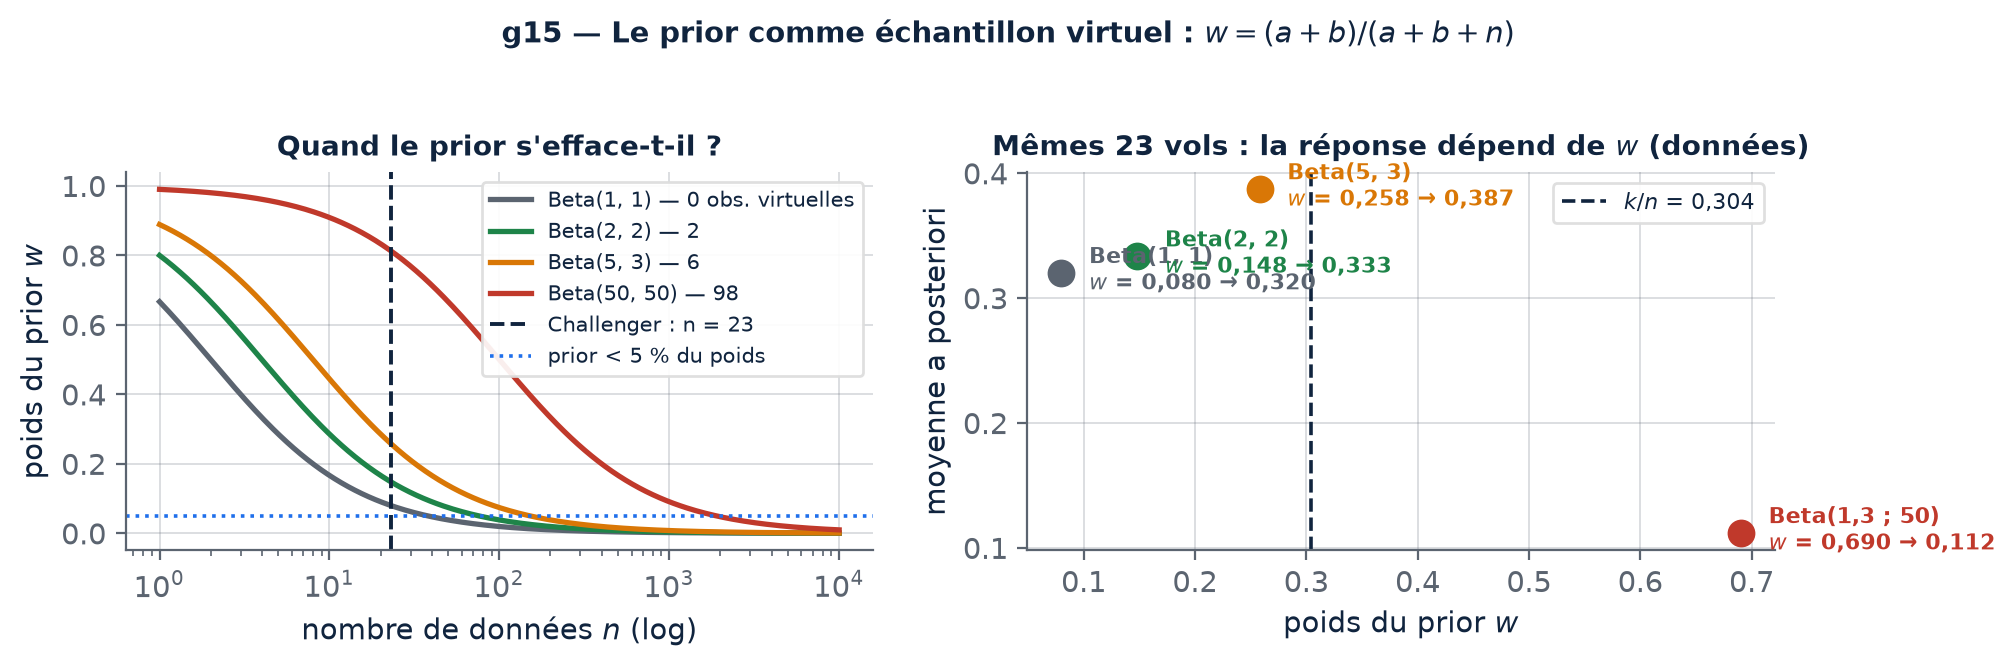 g15 — Le prior comme échantillon virtuel : w = (a + b)/(a + b + n)
Quand le prior s'efface-t-il ?
poids du prior w
1.0
0.8
0.6
0.4
0.2
0.0
10⁰
10¹
10²
10³
10⁴
nombre de données n (log)
Beta(1, 1) — 0 obs. virtuelles
Beta(2, 2) — 2
Beta(5, 3) — 6
Beta(50, 50) — 98
Challenger : n = 23
prior < 5 % du poids
Mêmes 23 vols : la réponse dépend de w (données)
moyenne a posteriori
0.4
0.3
0.2
0.1
0.1
0.2
0.3
0.4
0.5
0.6
0.7
poids du prior w
k/n = 0,304
Beta(5, 3)
w = 0,258 → 0,387
Beta(2, 2)
w = 0,148 → 0,333
Beta(1, 1)
w = 0,080 → 0,320
Beta(1,3 ; 50)
w = 0,690 → 0,112